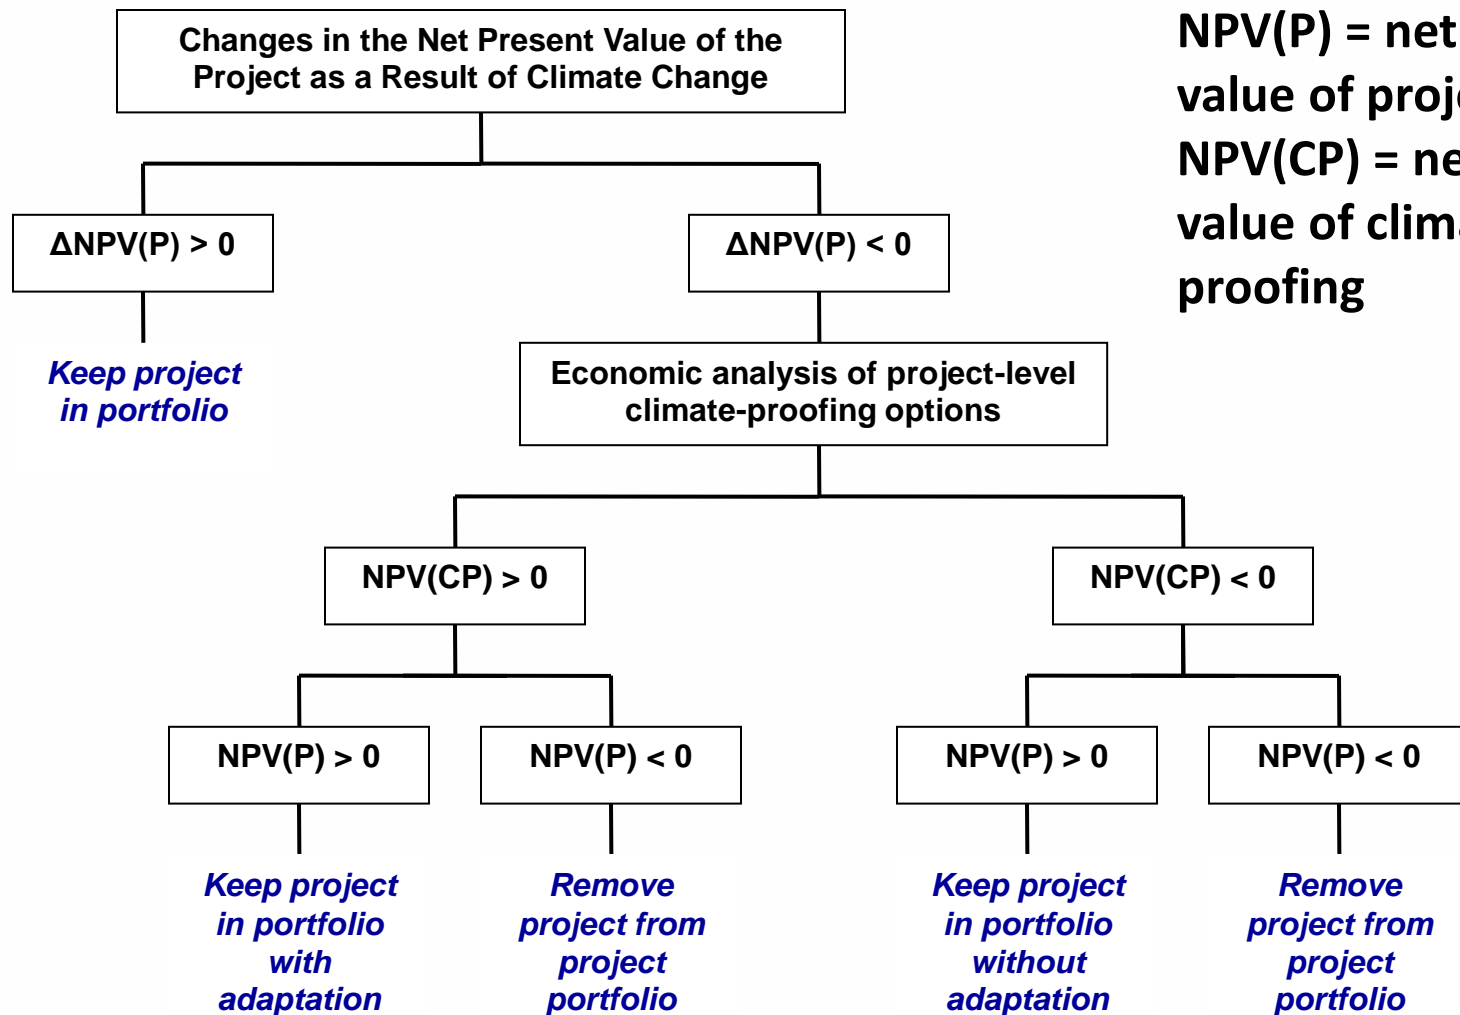 Changes in the Net Present Value of the
Project as a Result of Climate Change
NPV(P) = net
value of
NPV(CP) =
value of
proofing
ΔNPV(P) > 0
ΔNPV(P) < 0
Keep project
in portfolio
Economic analysis of project-level
climate-proofing options
NPV(CP) > 0
NPV(CP) < 0
NPV(P) > 0
NPV(P) < 0
NPV(P) > 0
NPV(P) < 0
Keep project
in portfolio
with
adaptation
Remove
project from
project
portfolio
Keep project
in portfolio
without
adaptation
Remove
project from
project
portfolio